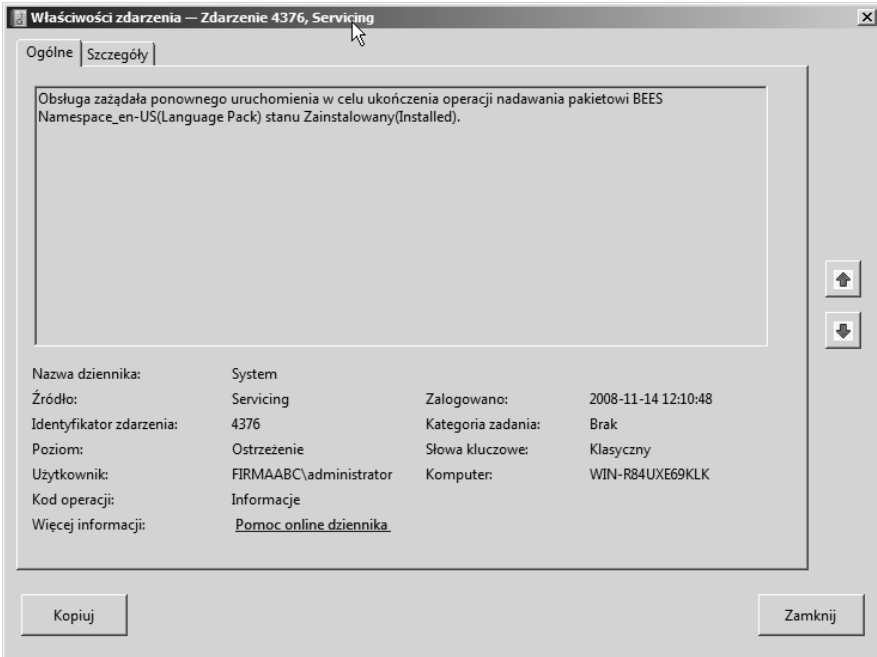 Właściwości zdarzenia — Zdarzenie 4376, Servicing
Ogólne Szczegóły
Obsługa zażądała ponownego uruchomienia w celu ukończenia operacji nadawania pakietowi BEES
Namespace_en-US(Language Pack) stanu Zainstalowany(Installed).
Nazwa dziennika: System
Źródło: Servicing Zalogowano: 2008-11-14 12:10:48
Identyfikator zdarzenia: 4376 Kategoria zadania: Brak
Poziom: Ostrzeżenie Słowa kluczowe: Klasyczny
Użytkownik: FIRMAABC\administrator Komputer: WIN-R84UXE69KLK
Kod operacji: Informacje
Więcej informacji: Pomoc online dziennika
Kopiuj Zamknij